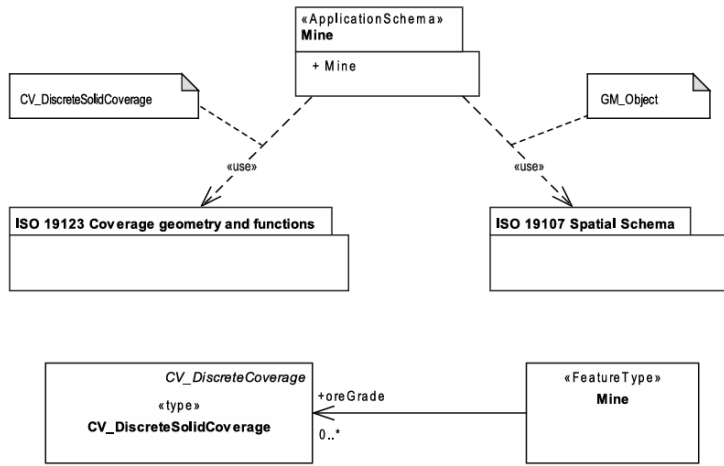 «ApplicationSchema»
Mine
+ Mine
CV_DiscreteSolidCoverage
GM_Object
«use»
«use»
ISO 19123 Coverage geometry and functions
ISO 19107 Spatial Schema
CV_DiscreteCoverage
«type»
CV_DiscreteSolidCoverage
+oreGrade
0..*
«FeatureType»
Mine